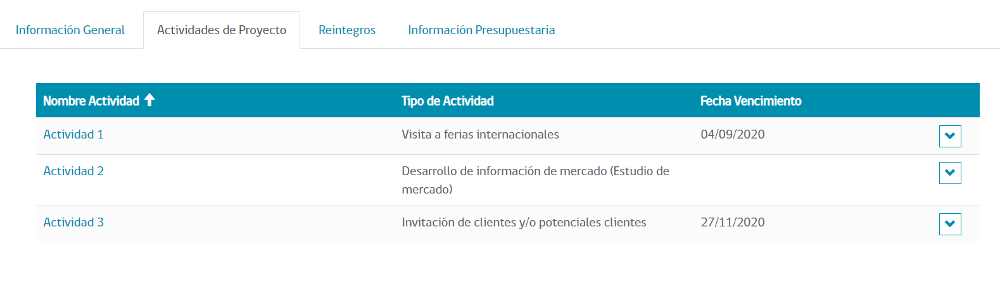 Información General Actividades de Proyecto Reintegros Información Presupuestaria
Nombre Actividad Tipo de Actividad Fecha Vencimiento
Actividad 1 Visita a ferias internacionales 04/09/2020
Actividad 2 Desarrollo de información de mercado (Estudio de
mercado)
Actividad 3 Invitación de clientes y/o potenciales clientes 27/11/2020